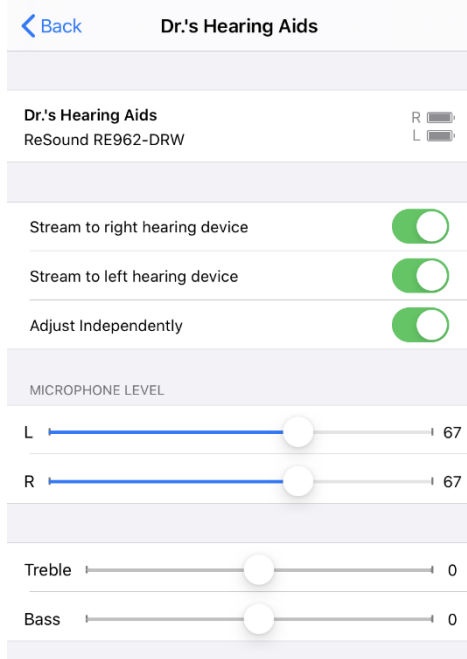 Back Dr.'s Hearing Aids
Dr.'s Hearing Aids
ReSound RE962-DRW
R
L
Stream to right hearing device
Stream to left hearing device
Adjust Independently
MICROPHONE LEVEL
L 67
R 67
Treble 0
Bass 0